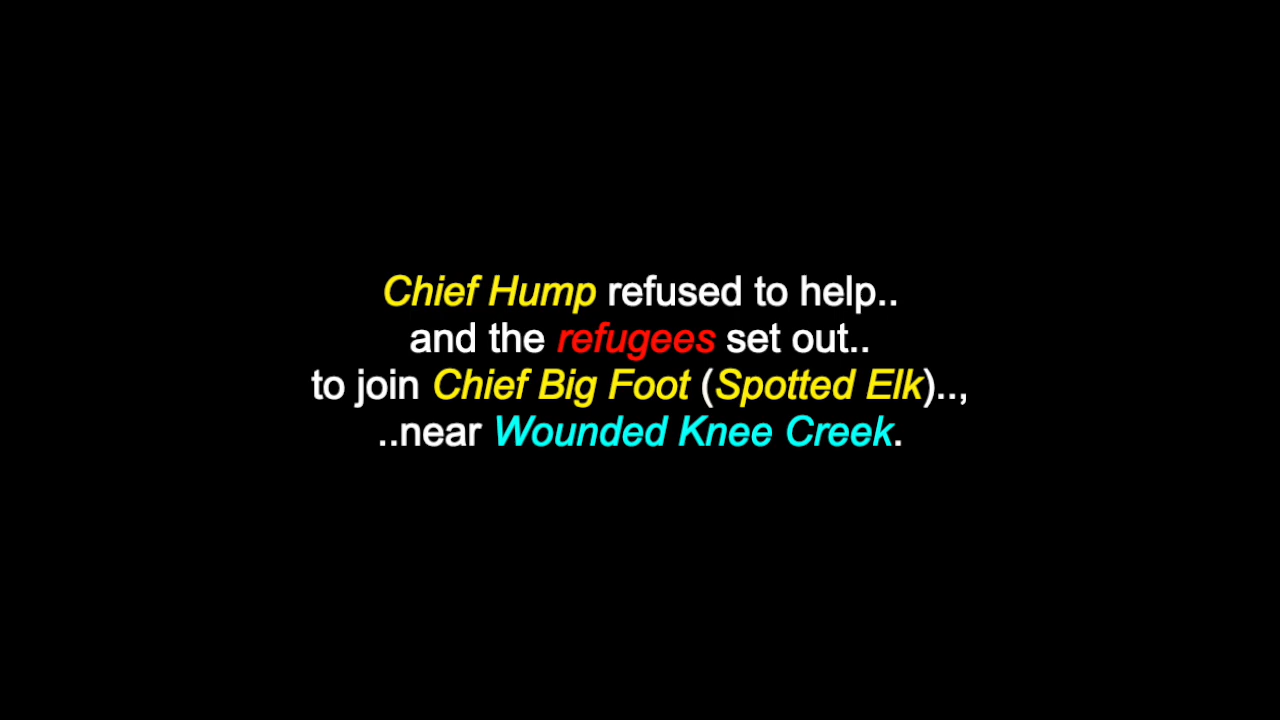 Chief Hump refused to help..
and the refugees set out..
to join Chief Big Foot (Spotted Elk)..,
..near Wounded Knee Creek.